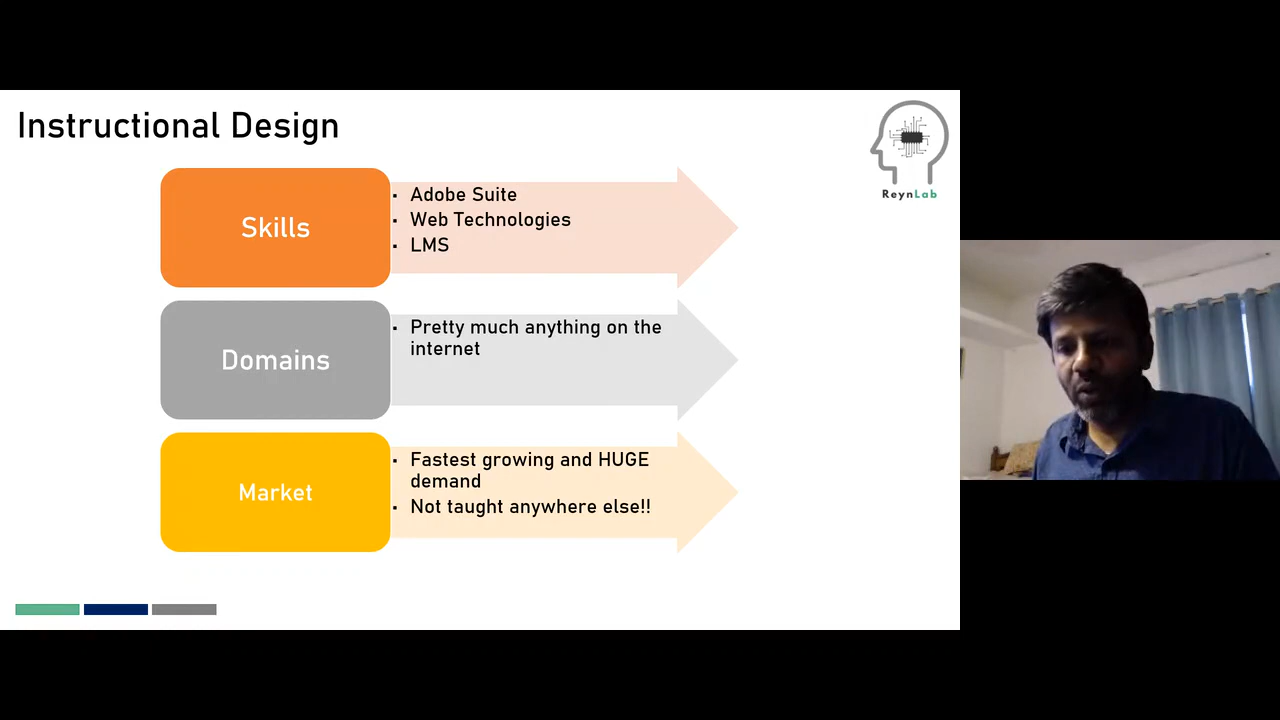 Instructional Design
ReynLab
Skills
Adobe Suite
Web Technologies
LMS
Domains
Pretty much anything on the
internet
Market
Fastest growing and HUGE
demand
Not taught anywhere else!!